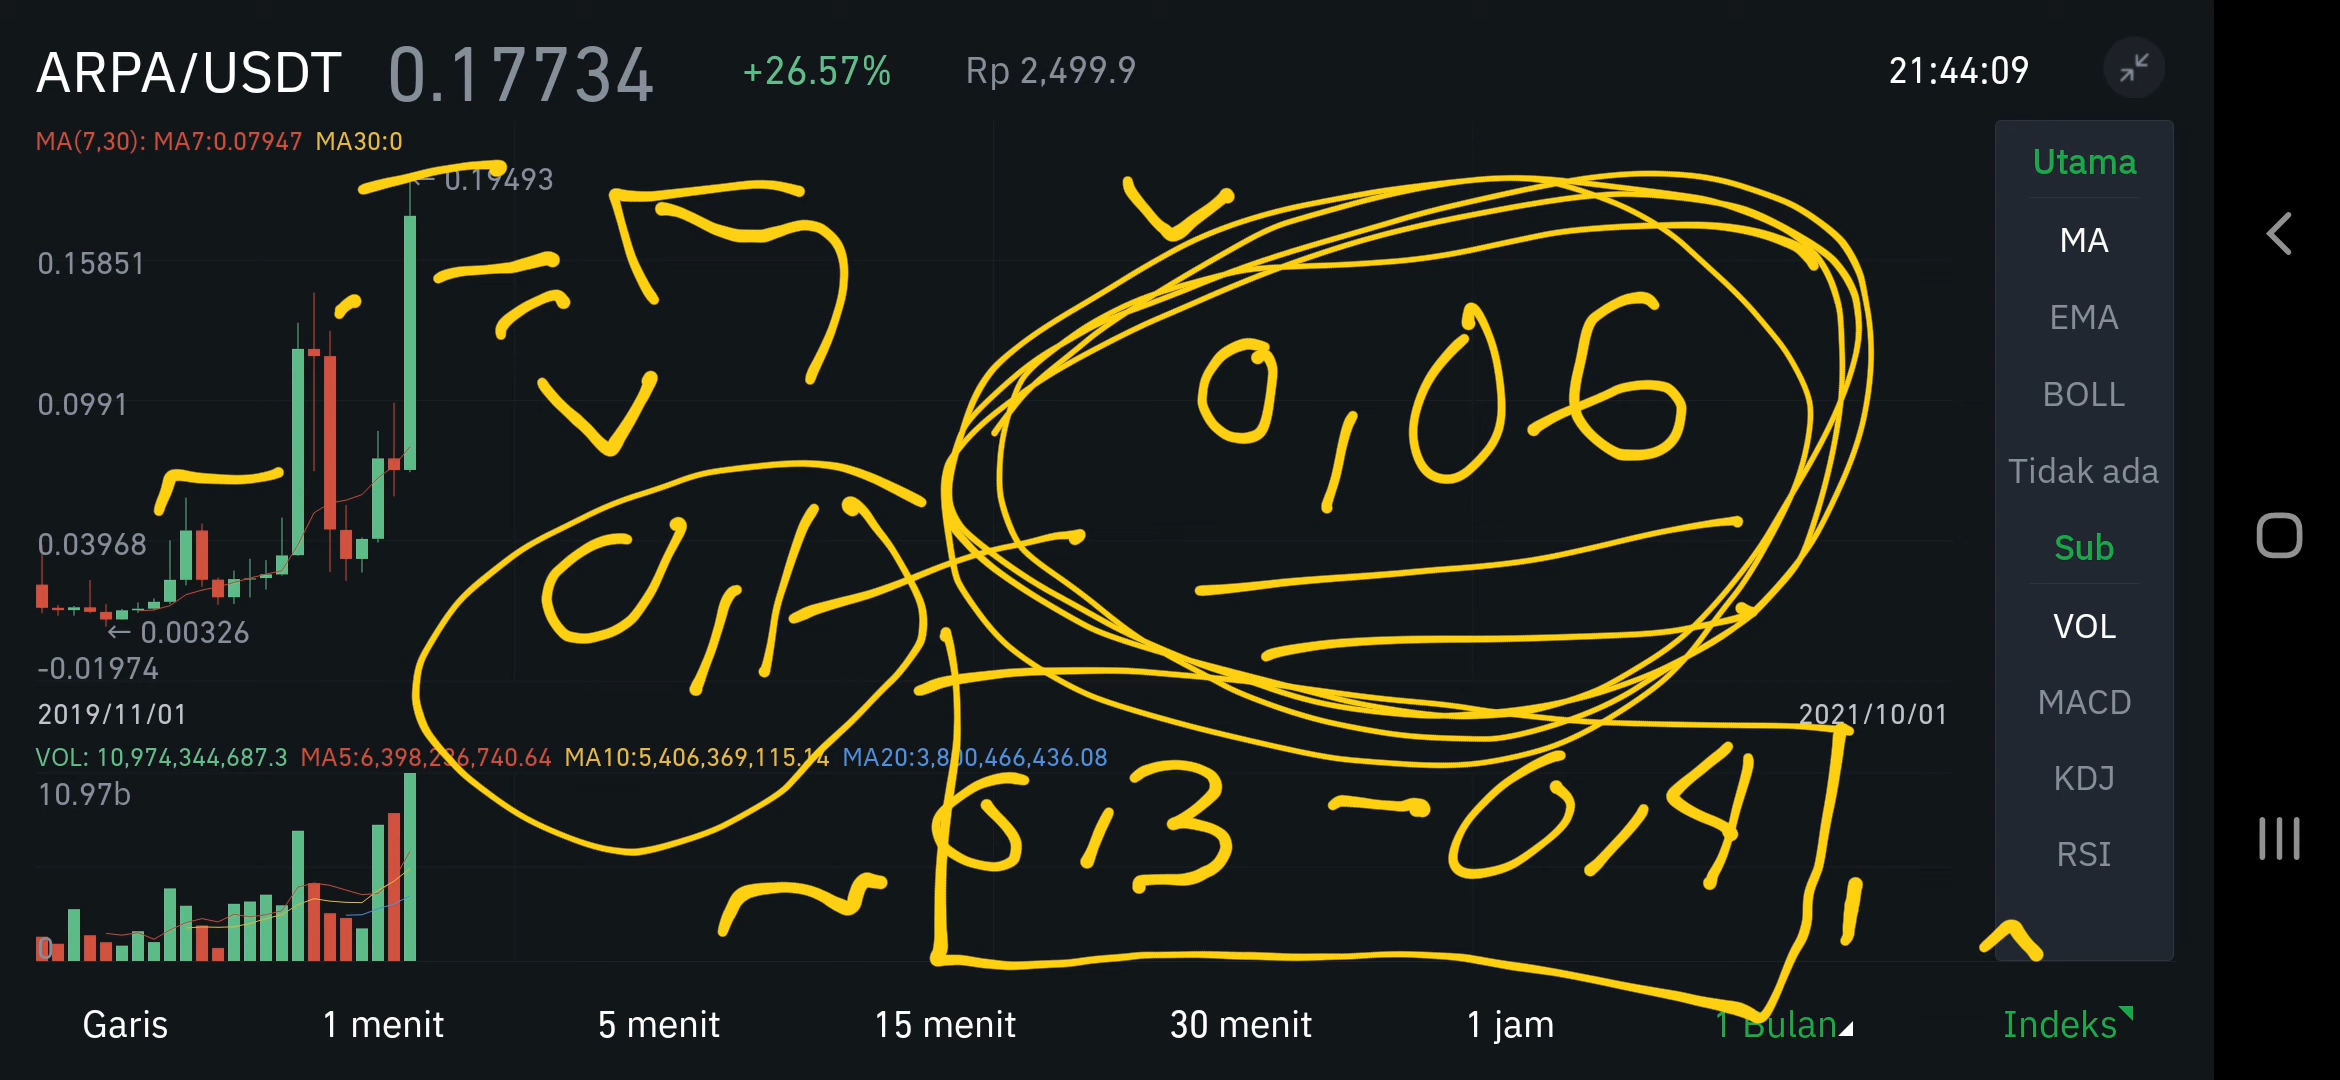 ARPA/USDT 0.17734 +26.57% Rp 2,499.9 21:44:09
MA(7,30): MA7:0.07947 MA30:0
Utama
← 0.19493
MA
0.15851
EMA
0,06
BOLL
0.0991
Tidak ada
0.03968
Sub
0,1
VOL
← 0.00326
-0.01974
MACD
2019/11/01 2021/10/01
VOL: 10,974,344,687.3 MA5:6,398,236,740.64 MA10:5,406,369,115.14 MA20:3,800,466,436.08
KDJ
10.97b
0,3 - 0,4
RSI
0
Garis 1 menit 5 menit 15 menit 30 menit 1 jam 1 Bulan Indeks